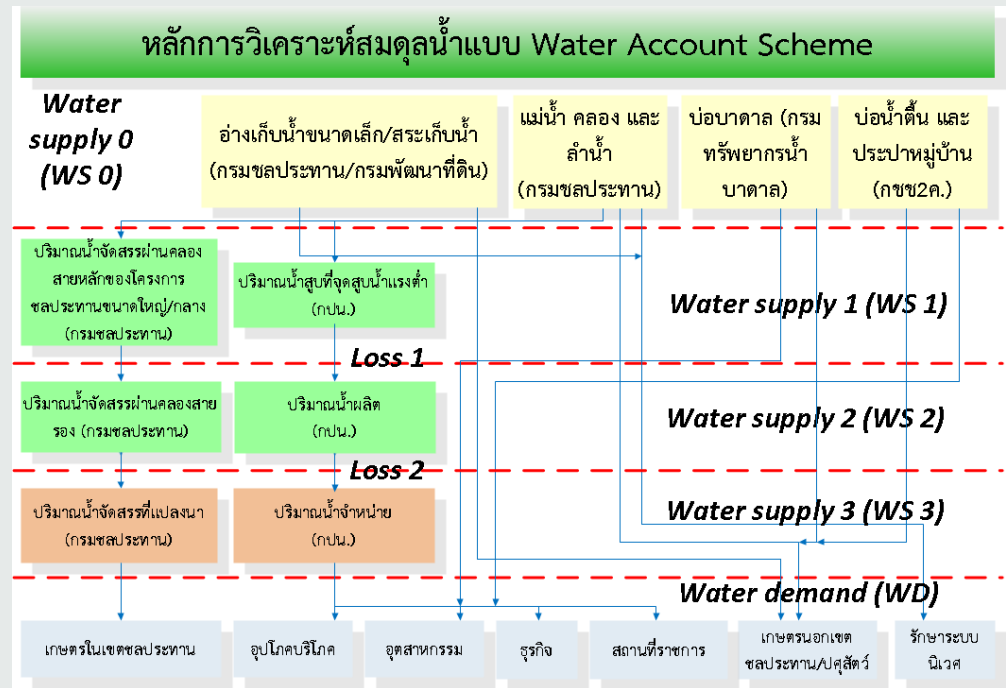 หลักการวิเคราะห์สมดุลน้ำแบบ Water Account Scheme
Water
supply 0
(WS 0)
อ่างเก็บน้ำขนาดเล็ก/สระเก็บน้ำ
(กรมชลประทาน/กรมพัฒนาที่ดิน)
แม่น้ำ คลอง และ
ลำน้ำ
(กรมชลประทาน)
บ่อบาดาล (กรม
ทรัพยากรน้ำ
บาดาล)
บ่อน้ำตื้น และ
ประปาหมู่บ้าน
(กชช2ค.)
ปริมาณน้ำจัดสรรผ่านคลอง
สายหลักของโครงการ
ชลประทานขนาดใหญ่/กลาง
(กรมชลประทาน)
ปริมาณน้ำสูบที่จุดสูบน้ำแรงต่ำ
(กปน.)
Water supply 1 (WS 1)
Loss 1
ปริมาณน้ำจัดสรรผ่านคลองสาย
รอง (กรมชลประทาน)
ปริมาณน้ำผลิต
(กปน.)
Water supply 2 (WS 2)
Loss 2
ปริมาณน้ำจัดสรรที่แปลงนา
(กรมชลประทาน)
ปริมาณน้ำจำหน่าย
(กปน.)
Water supply 3 (WS 3)
Water demand (WD)
เกษตรในเขตชลประทาน
อุปโภคบริโภค
อุตสาหกรรม
ธุรกิจ
สถานที่ราชการ
เกษตรนอกเขต
ชลประทาน/ปศุสัตว์
รักษาระบบ
นิเวศ